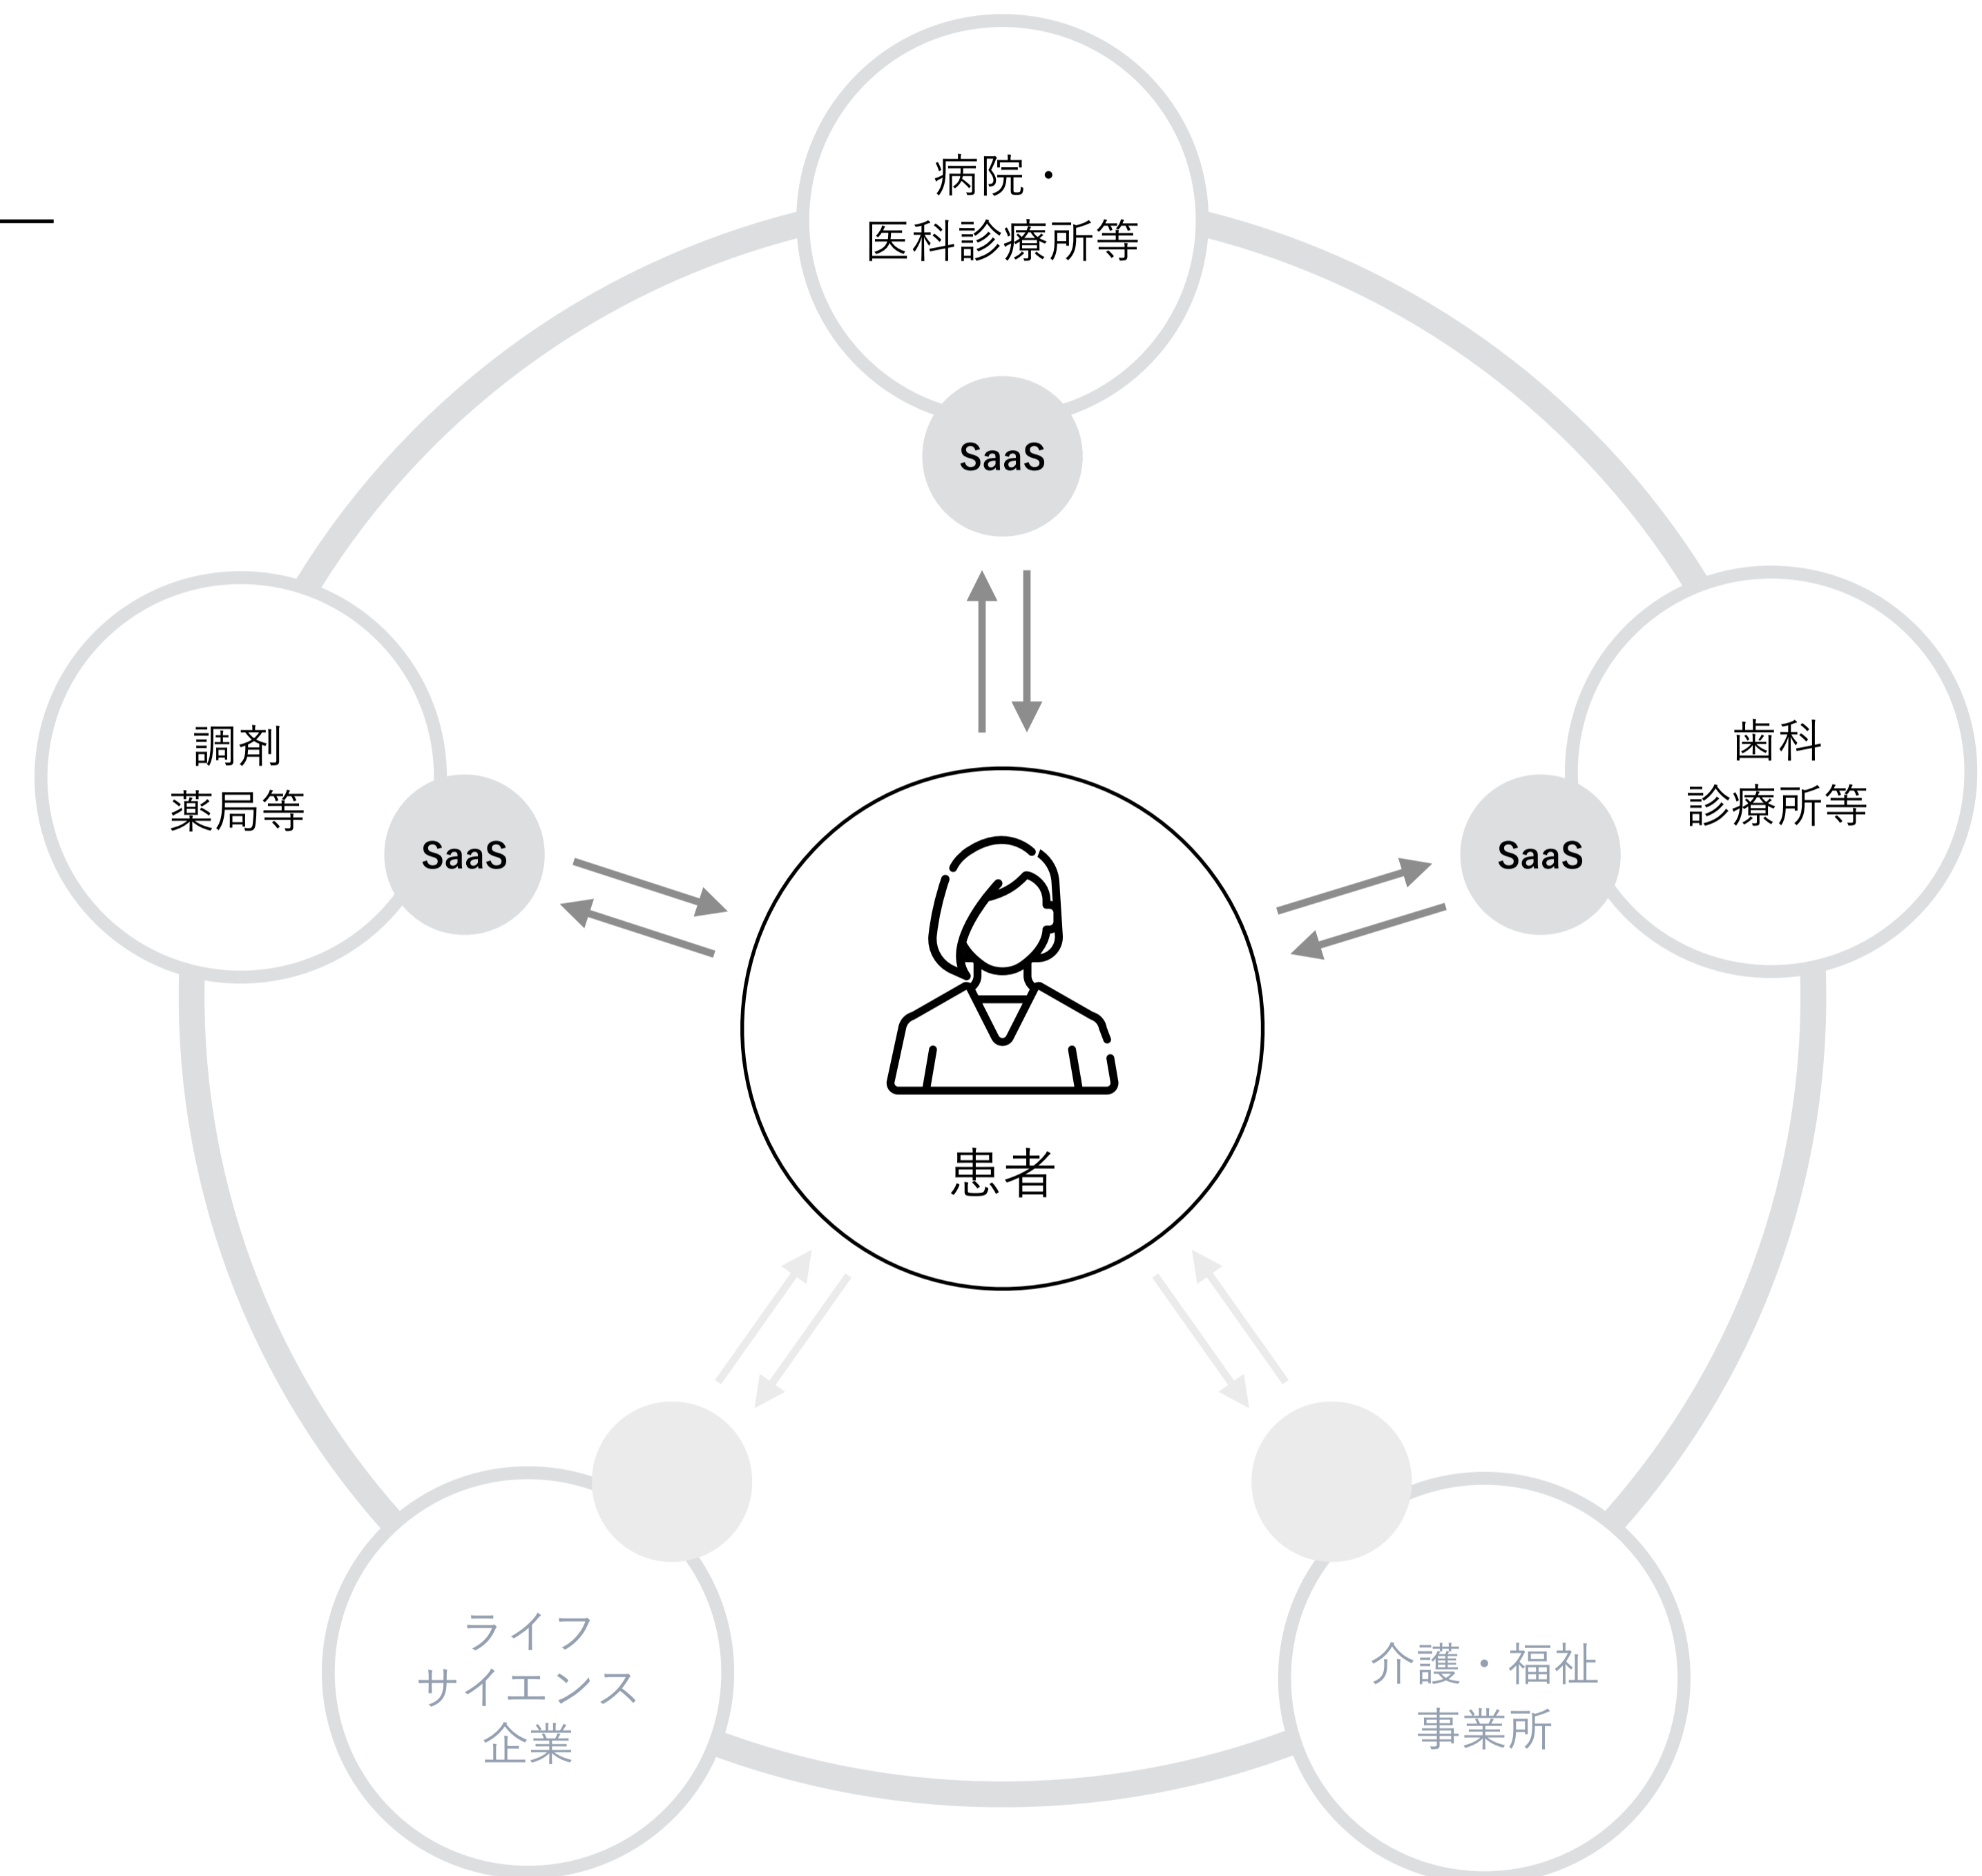 病院・
医科診療所等
SaaS
調剤
薬局等
SaaS
歯科
診療所等
SaaS
患者
ライフ
サイエンス
企業
介護・福祉
事業所